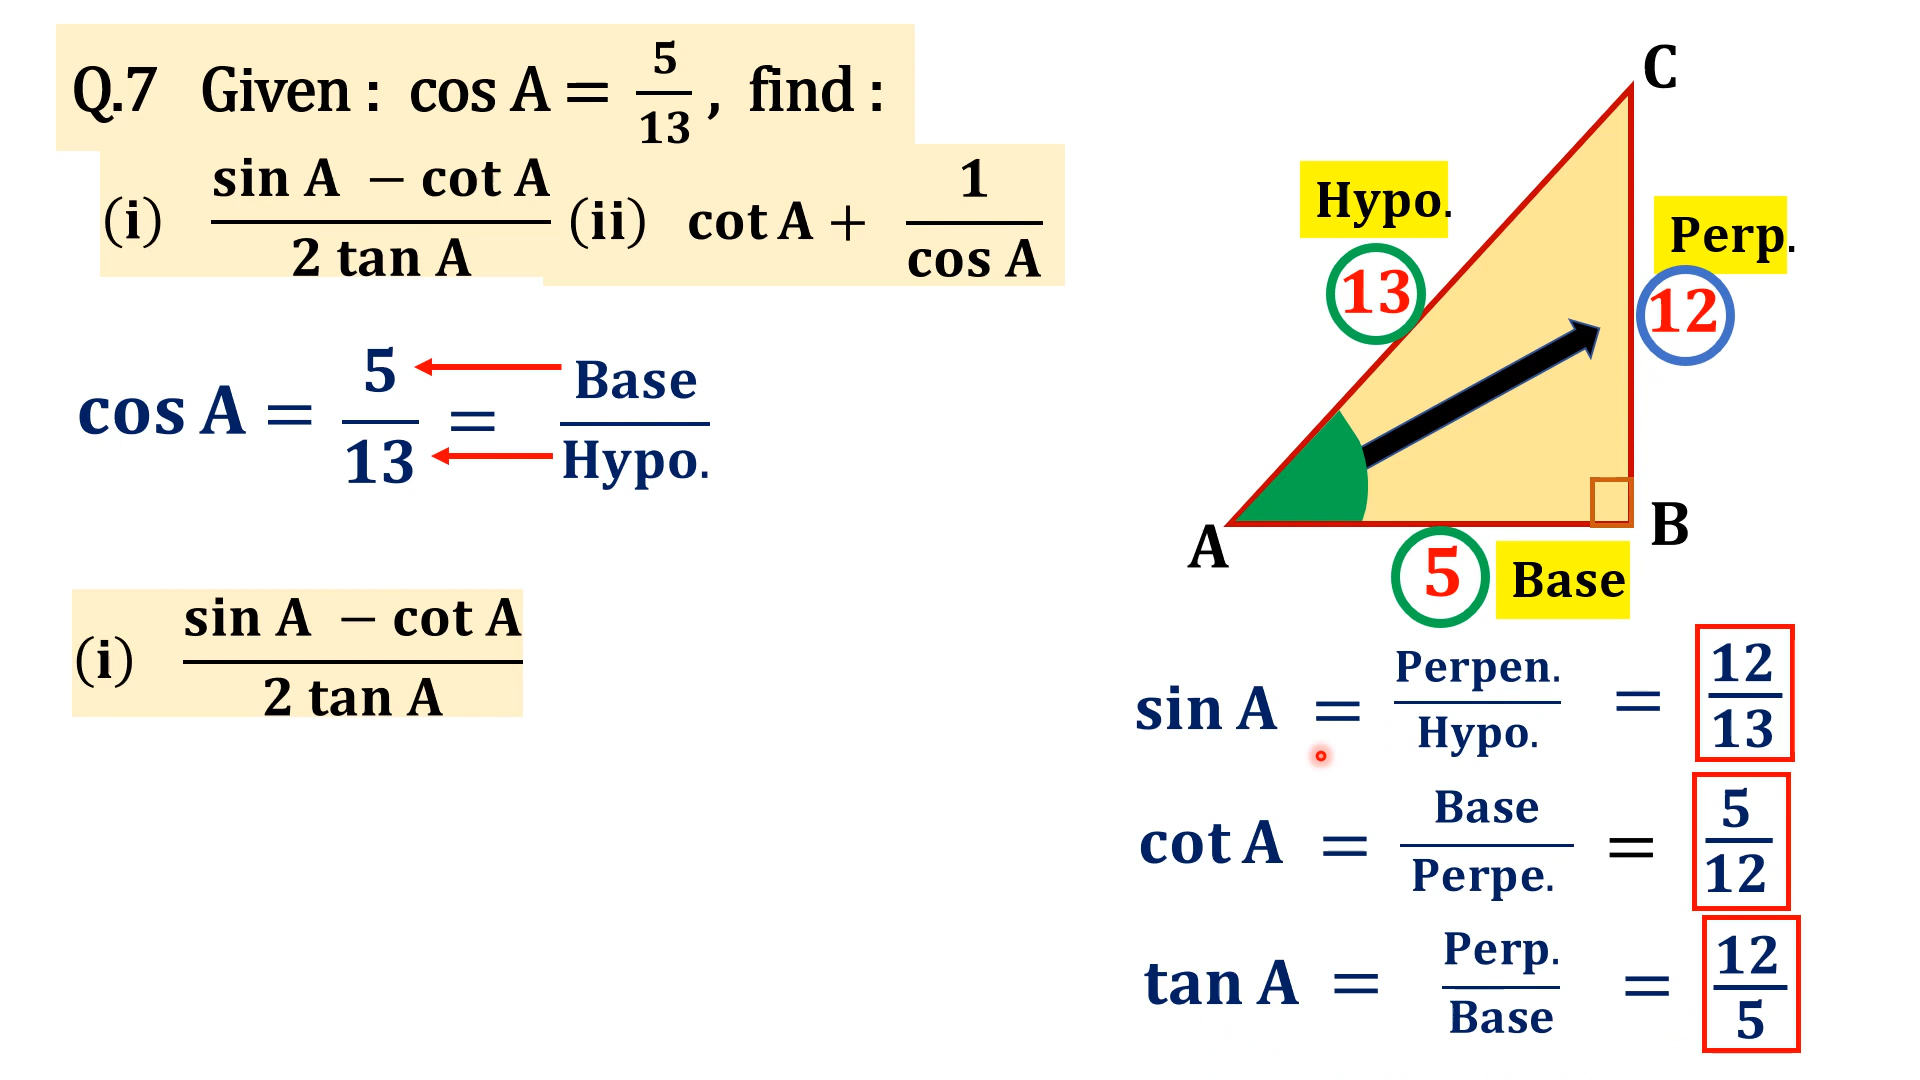 Q.7 Given : cos A = 5/13 , find :
(i) sin A − cot A / 2 tan A (ii) cot A + 1/cos A
cos A = 5/13 = Base/Hypo.
(i) sin A − cot A / 2 tan A
C
Hypo.
13
Perp.
12
A
B
5
Base
sin A = Perpen./Hypo. = 12/13
cot A = Base/Perpe. = 5/12
tan A = Perp./Base = 12/5